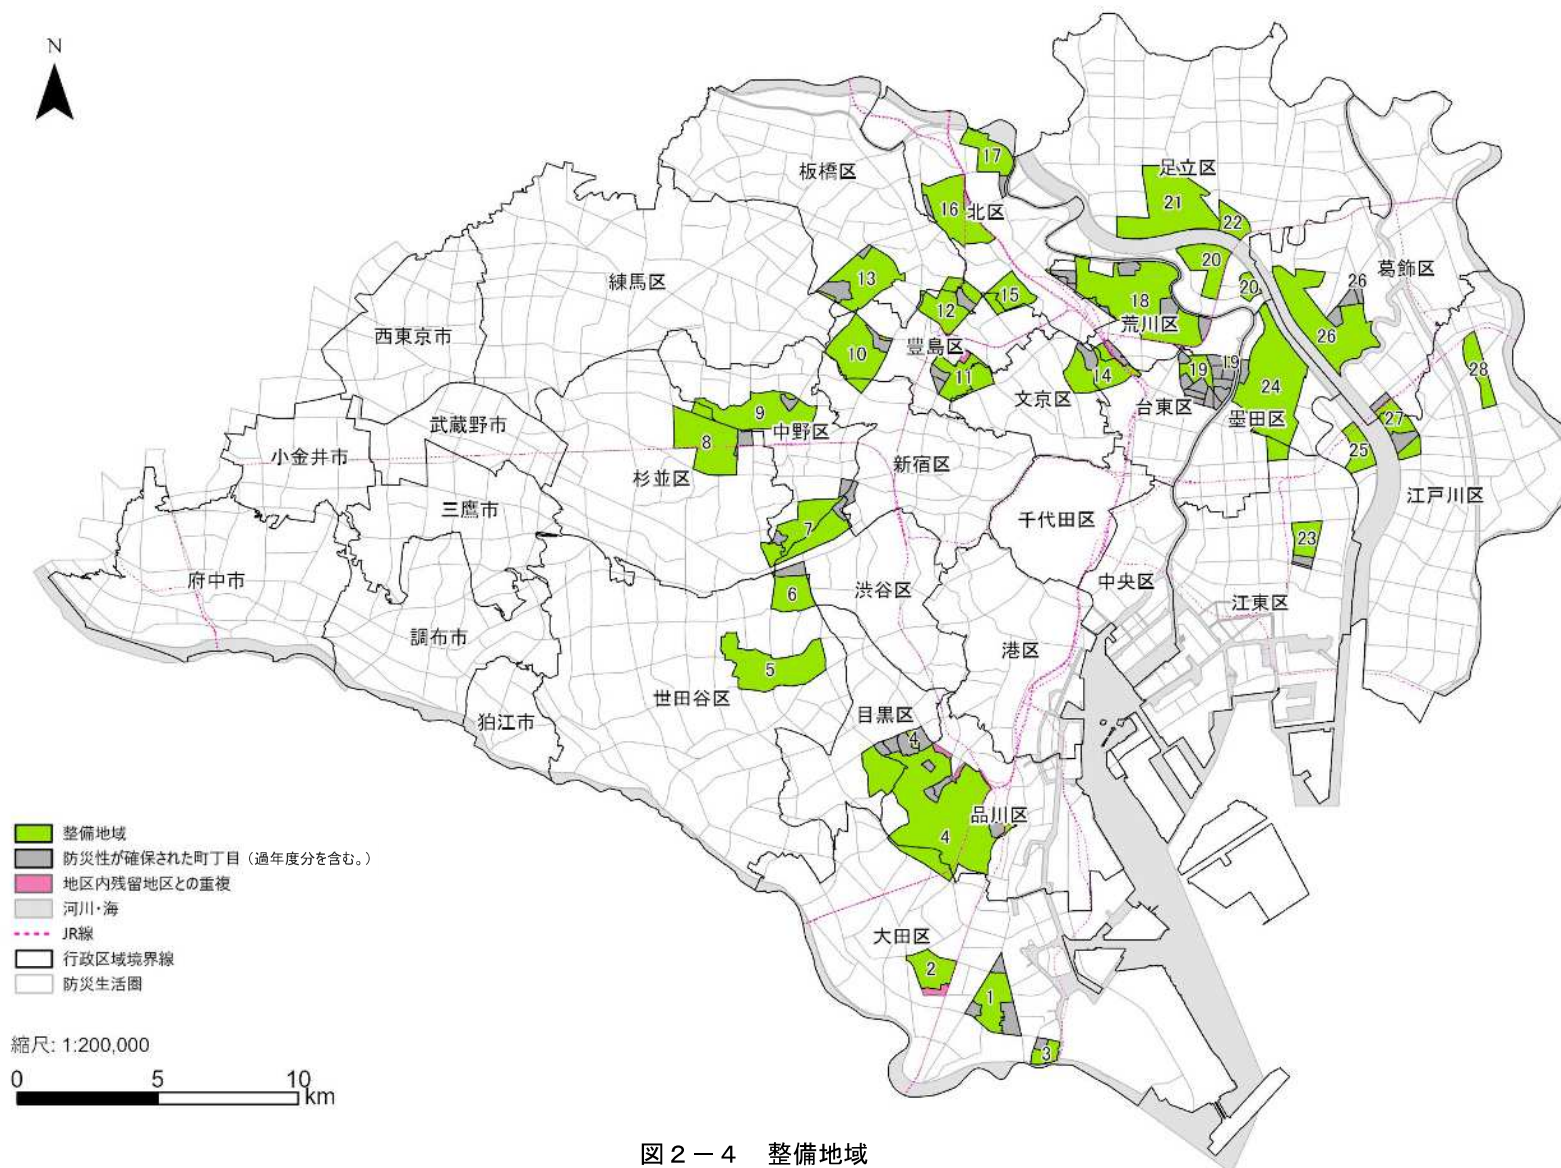 N
板橋区
17
足立区
21
16
北区
22
20
葛飾区
練馬区
13
15
20
26
12
18
荒川区
西東京市
豊島区
26
10
19
19
28
11
14
文京区
台東区
24
墨田区
27
武蔵野市
9
中野区
8
小金井市
25
新宿区
杉並区
江戸川区
三鷹市
千代田区
7
23
府中市
6
渋谷区
中央区
江東区
調布市
港区
5
世田谷区
狛江市
目黒区
4
品川区
4
大田区
2
1
3
整備地域
防災性が確保された町丁目（過年度分を含む。）
地区内残留地区との重複
河川・海
JR線
行政区域境界線
防災生活圏
縮尺: 1:200,000
0 5 10
km
図２－４ 整備地域